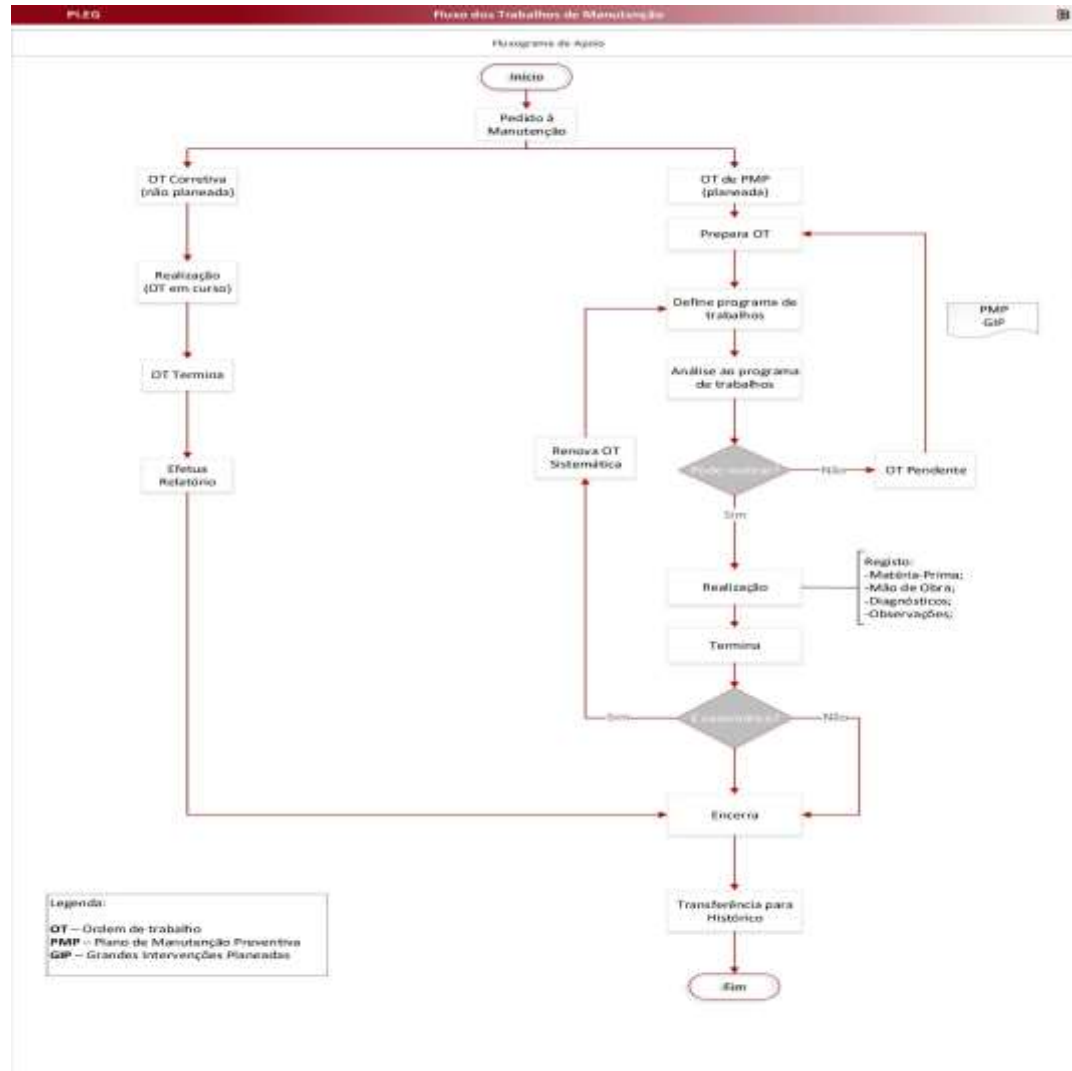 Fluxo dos Trabalhos de Manutenção
Fluxograma de Apoio
Início
Pedido à
Manutenção
OT Corretiva
(não planeada)
OT de PMP
(planeada)
Prepara OT
Realização
(OT em curso)
Define programa de
trabalhos
PMP
GIP
OT Termina
Análise ao programa
de trabalhos
Renova OT
Sistemática
Não
OT Pendente
Efetua
Relatório
Sim
Realização
Registo:
-Matéria-Prima;
-Mão de Obra;
-Diagnósticos;
-Observações;
Termina
Sim
Não
Encerra
Transferência para
Histórico
Fim
Legenda:
OT – Ordem de trabalho
PMP – Plano de Manutenção Preventiva
GIP – Grandes Intervenções Planeadas